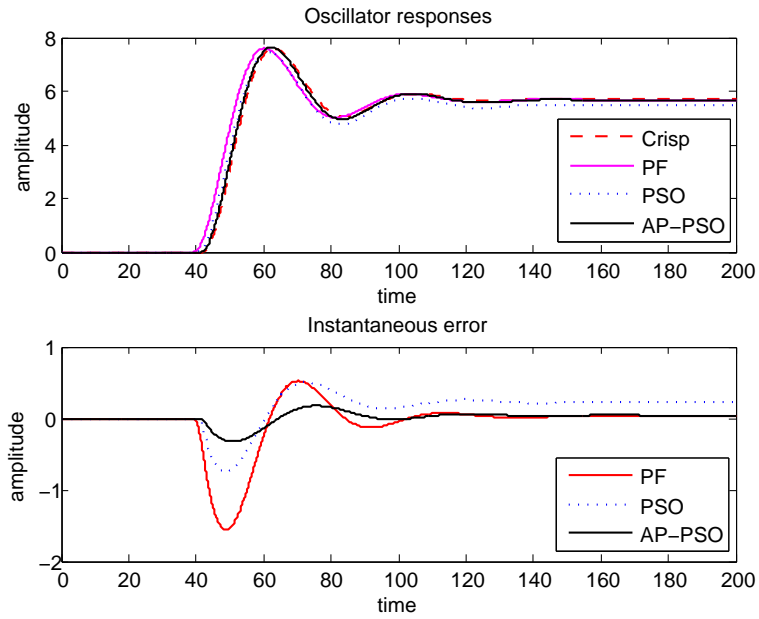 Oscillator responses
8
6
4
2
0
amplitude
Crisp
PF
PSO
AP−PSO
0 20 40 60 80 100 120 140 160 180 200
time
Instantaneous error
1
0
−1
−2
amplitude
PF
PSO
AP−PSO
0 20 40 60 80 100 120 140 160 180 200
time